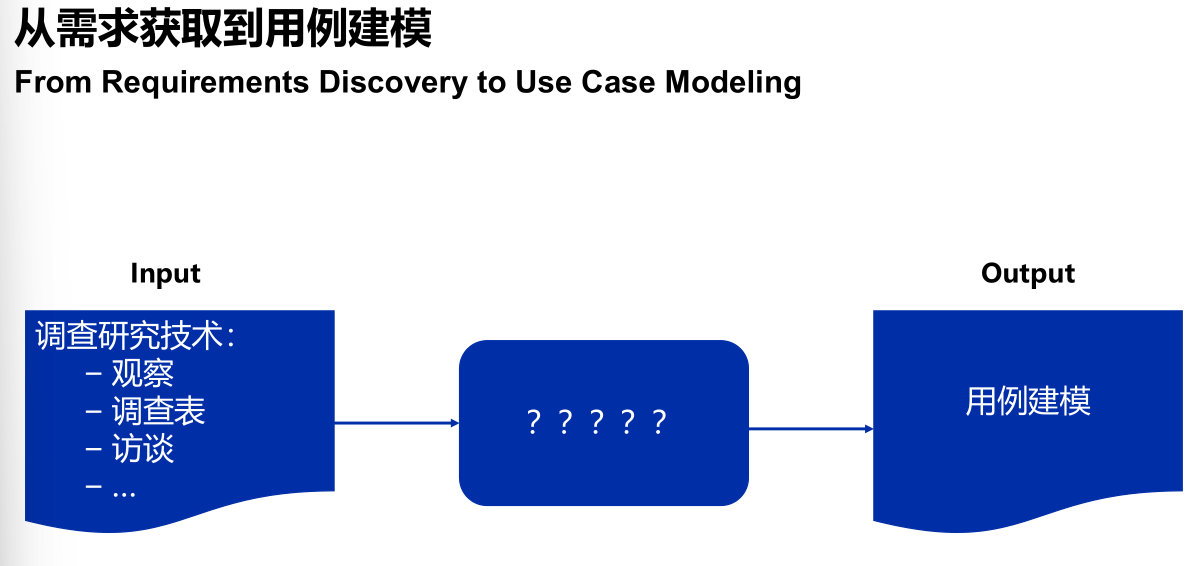 从需求获取到用例建模
From Requirements Discovery to Use Case Modeling
Input
调查研究技术：
– 观察
– 调查表
– 访谈
– ...
？？？？？
Output
用例建模